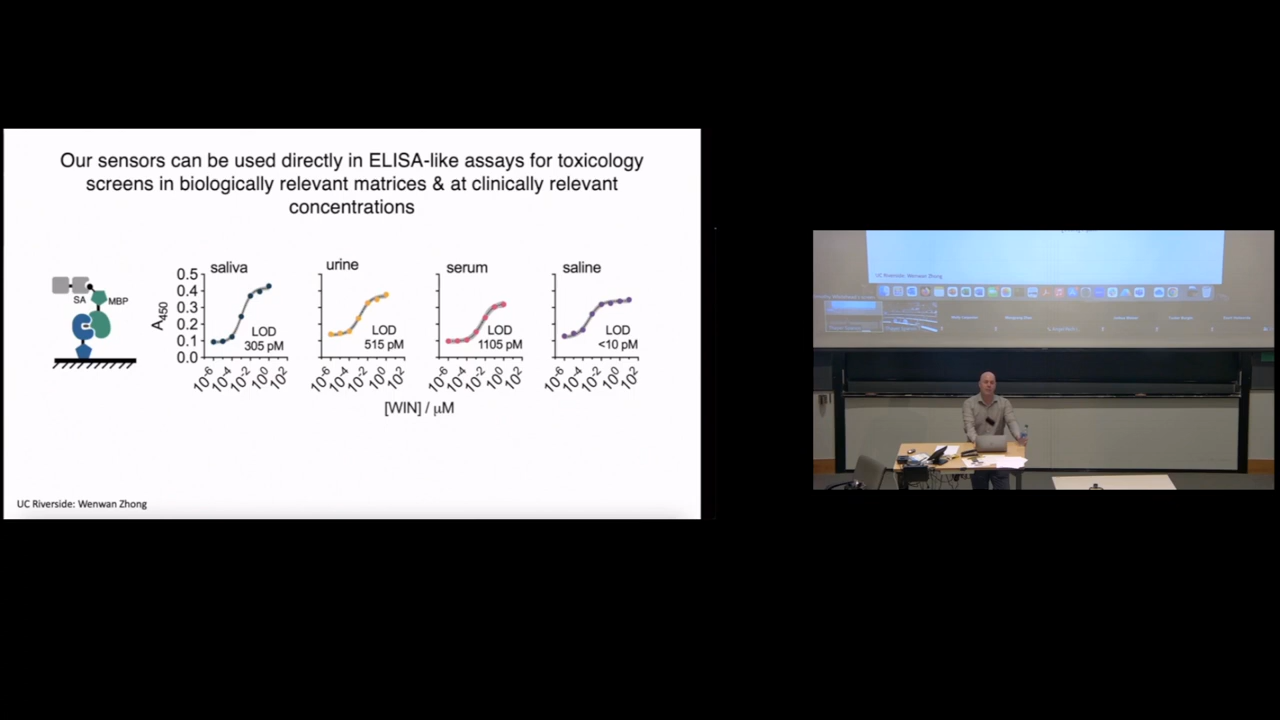 Our sensors can be used directly in ELISA-like assays for toxicology
screens in biologically relevant matrices & at clinically relevant
concentrations
saliva
urine
serum
saline
SA
MBP
A450
0.5
0.4
0.3
0.2
0.1
0.0
LOD
305 pM
LOD
515 pM
LOD
1105 pM
LOD
<10 pM
10-6 10-4 10-2 100 102
10-6 10-4 10-2 100 102
10-6 10-4 10-2 100 102
10-6 10-4 10-2 100 102
[WIN] / μM
UC Riverside: Wenwan Zhong
UC Riverside: Wenwan Zhong